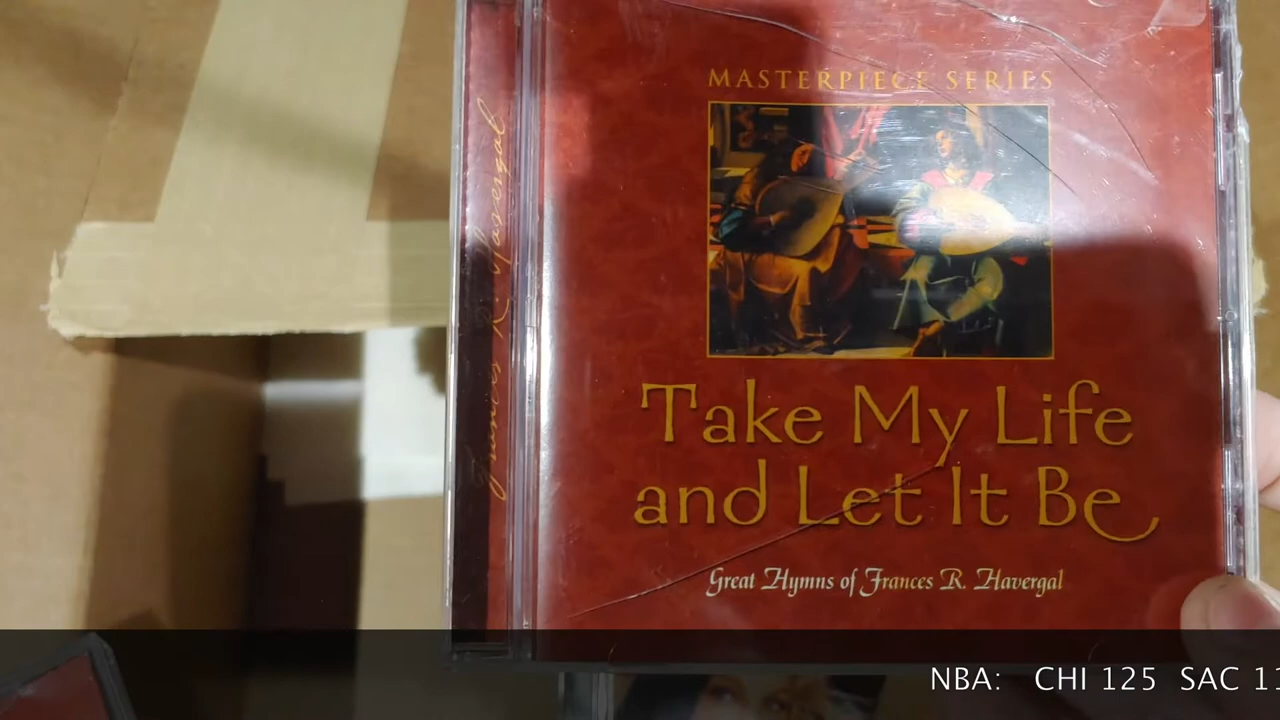 MASTERPIECE SERIES
Take My Life
and Let It Be
Great Hymns of Frances R. Havergal
Frances R. Havergal
NBA: CHI 125 SAC